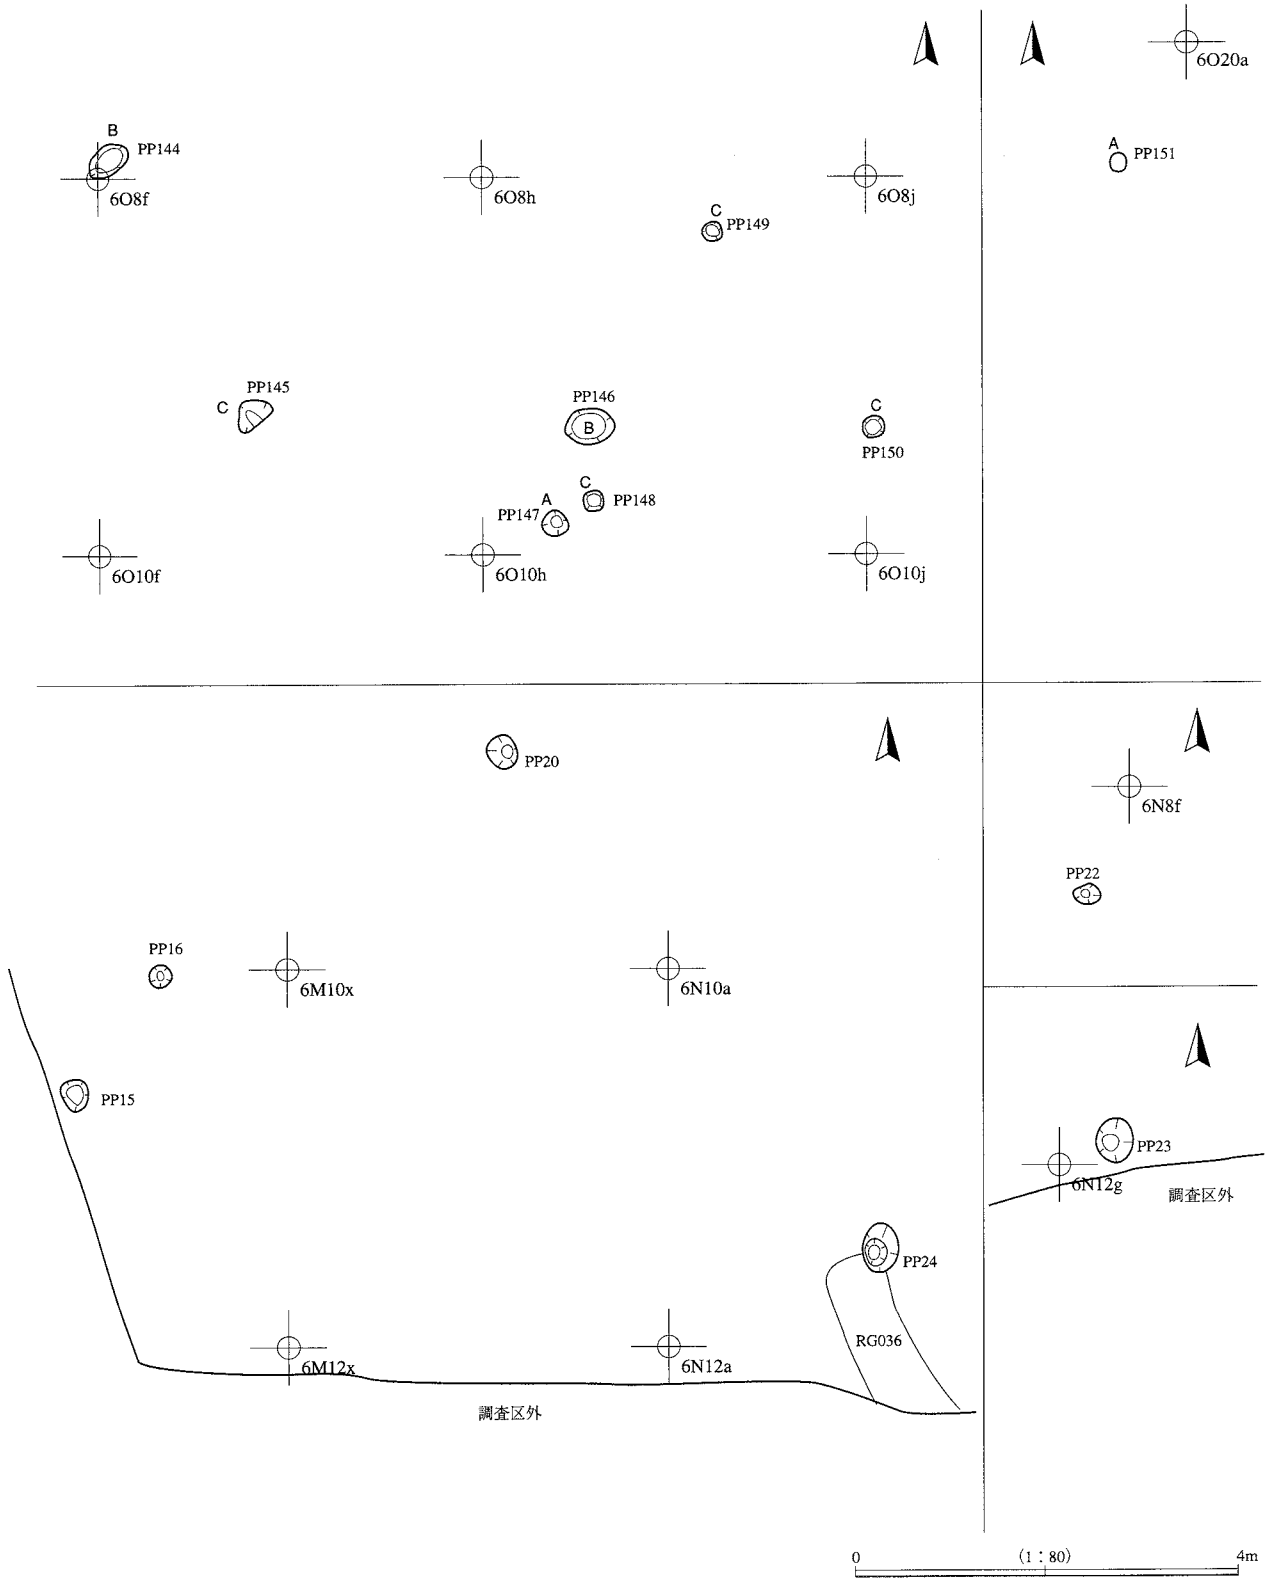 6O20a
B
PP144
6O8f
6O8h
6O8j
C
PP149
A
PP151
PP145
C
PP146
B
C
PP150
C
PP148
A
PP147
6O10f
6O10h
6O10j
PP20
6N8f
PP22
PP16
6M10x
6N10a
PP15
PP23
6N12g
調査区外
PP24
RG036
6M12x
6N12a
調査区外
0 (1:80) 4m